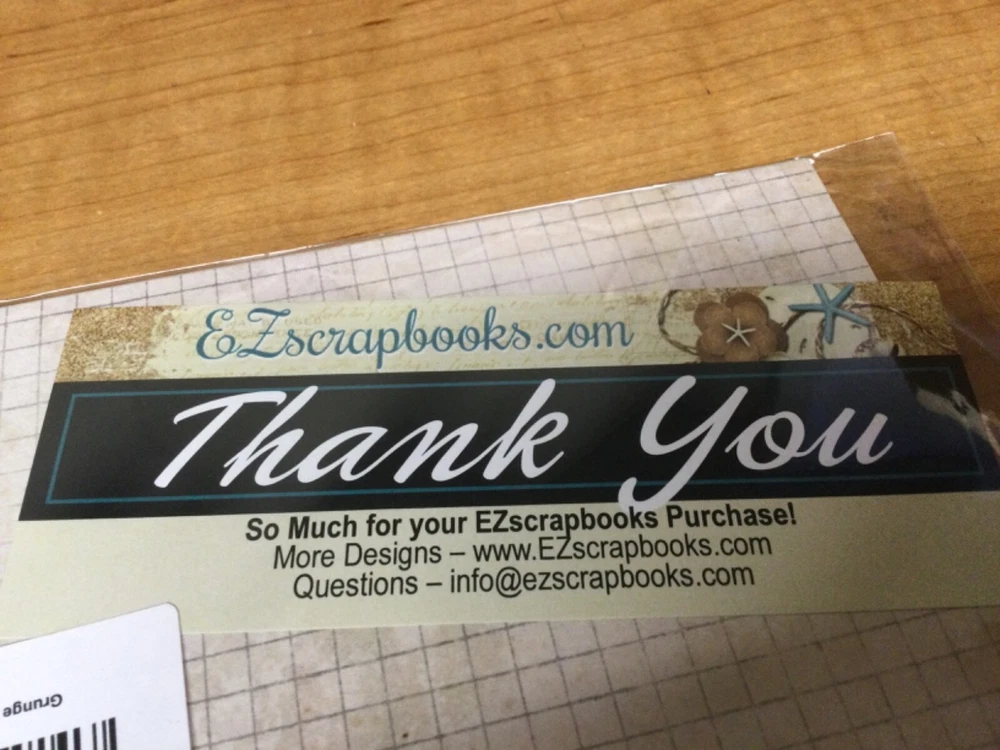 EZscrapbooks.com
Thank You
So Much for your EZscrapbooks Purchase!
More Designs – www.EZscrapbooks.com
Questions – info@ezscrapbooks.com
Grunge